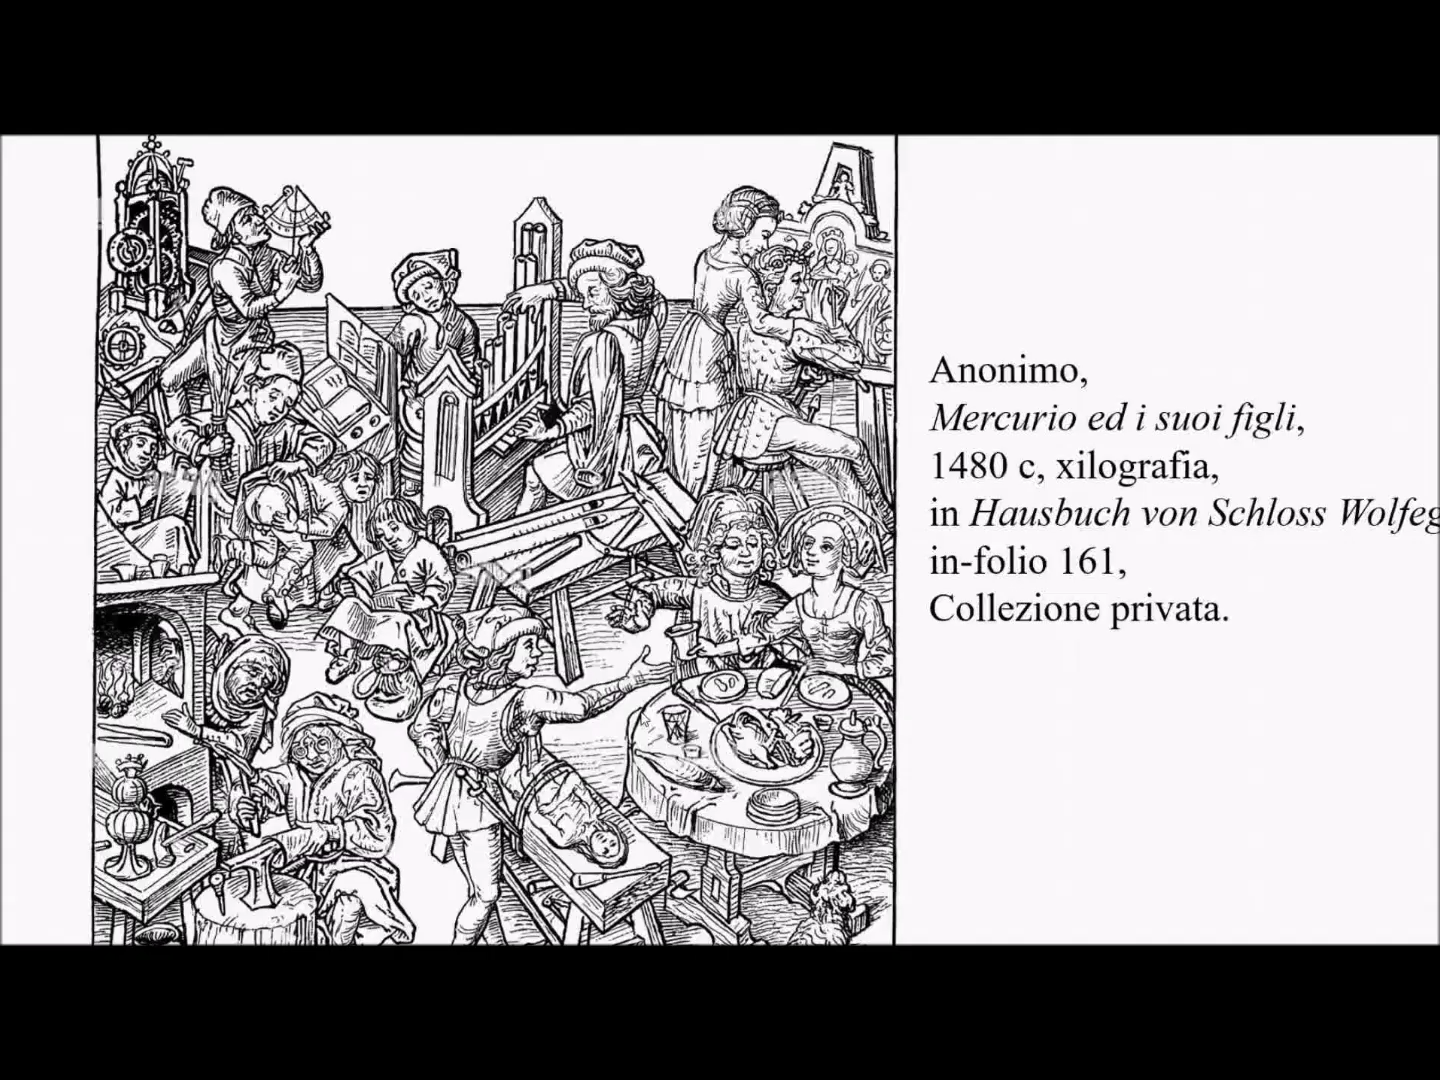 Anonimo,
Mercurio ed i suoi figli,
1480 c, xilografia,
in Hausbuch von Schloss Wolfeg
in-folio 161,
Collezione privata.